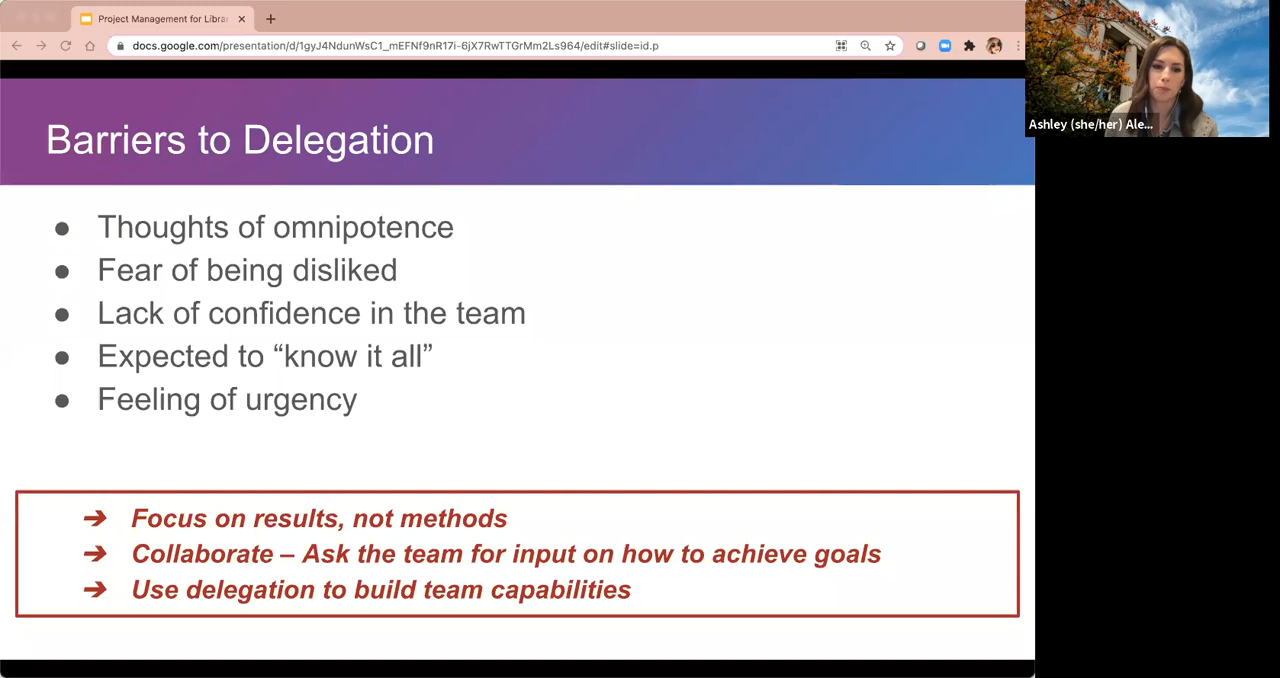 Project Management for Libra
docs.google.com/presentation/d/1gyJ4NdunWsC1_mEFNf9nR17i-6jX7RwTTGrMm2Ls964/edit#slide=id.p
Ashley (she/her) Ale...
Barriers to Delegation
● Thoughts of omnipotence
● Fear of being disliked
● Lack of confidence in the team
● Expected to “know it all”
● Feeling of urgency
➔ Focus on results, not methods
➔ Collaborate – Ask the team for input on how to achieve goals
➔ Use delegation to build team capabilities